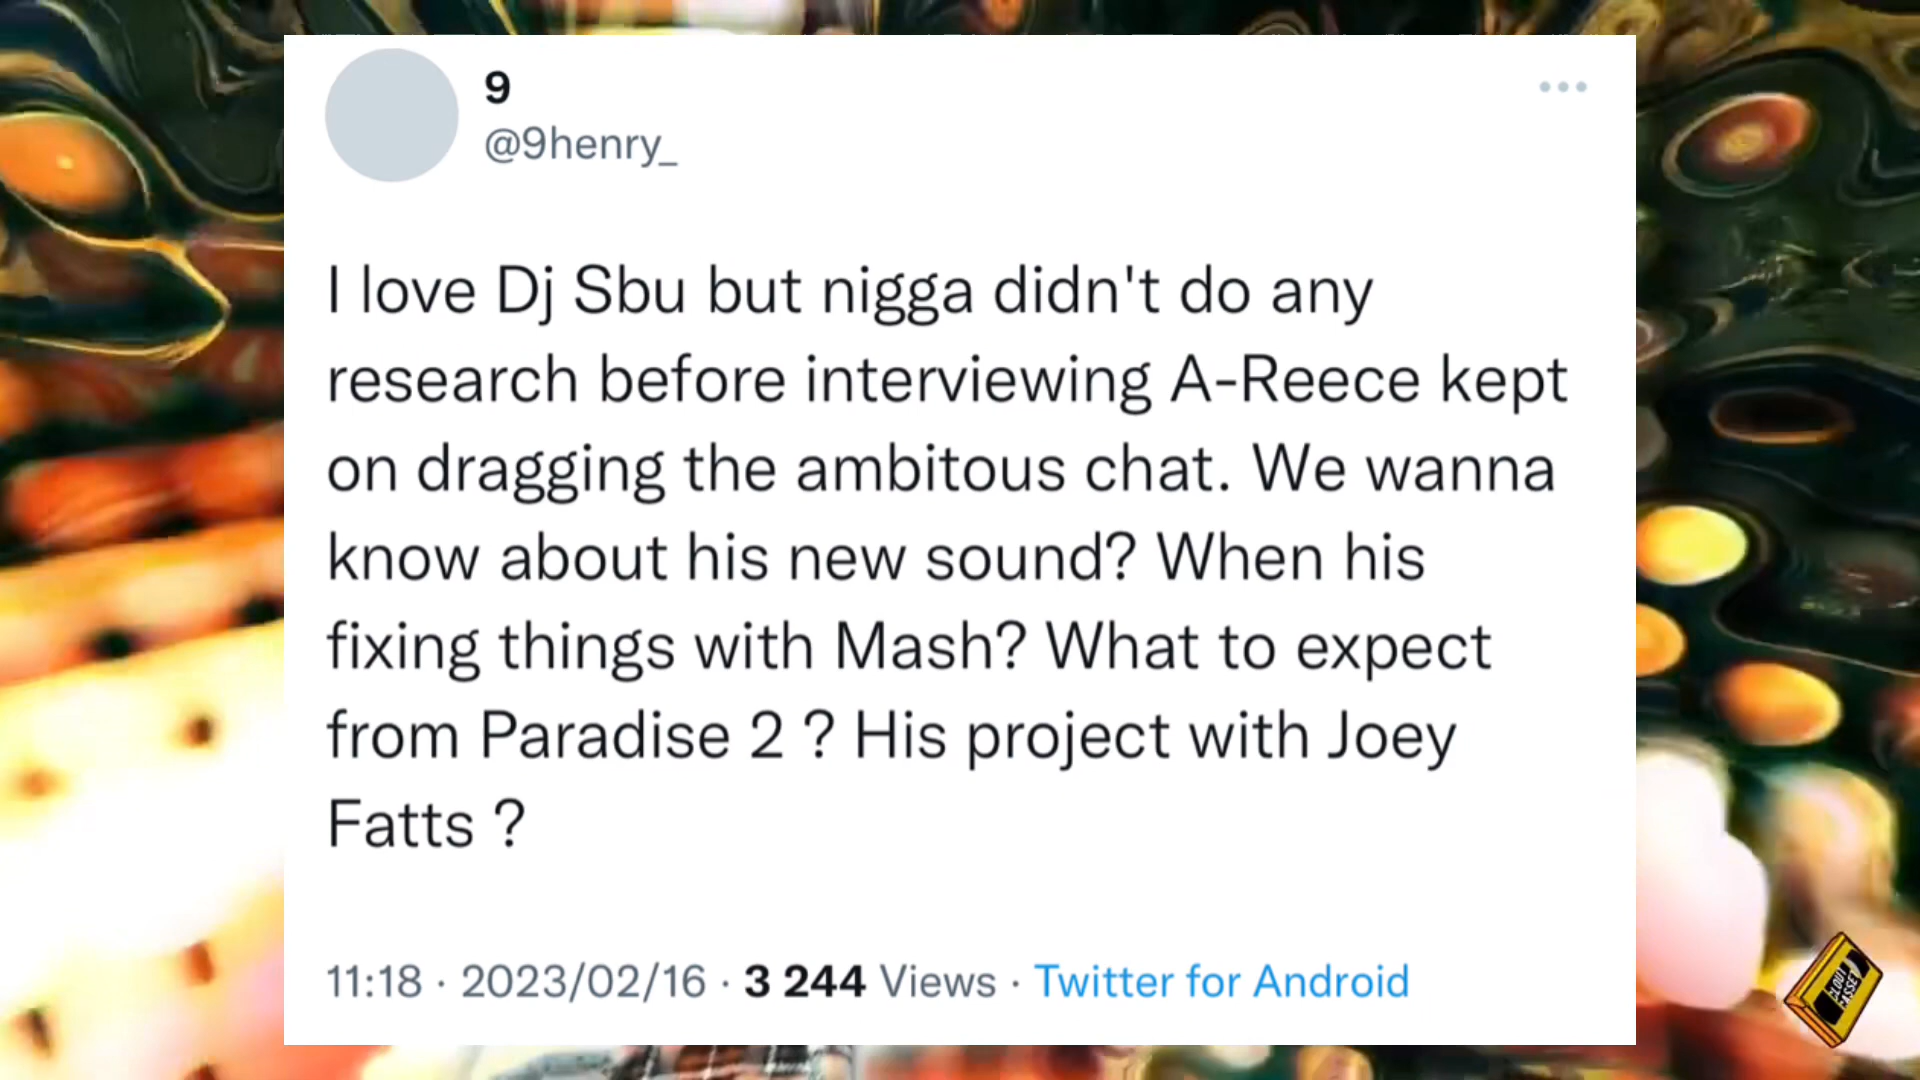 9
@9henry_
I love Dj Sbu but nigga didn't do any
research before interviewing A-Reece kept
on dragging the ambitous chat. We wanna
know about his new sound? When his
fixing things with Mash? What to expect
from Paradise 2 ? His project with Joey
Fatts ?
11:18 · 2023/02/16 · 3 244 Views · Twitter for Android